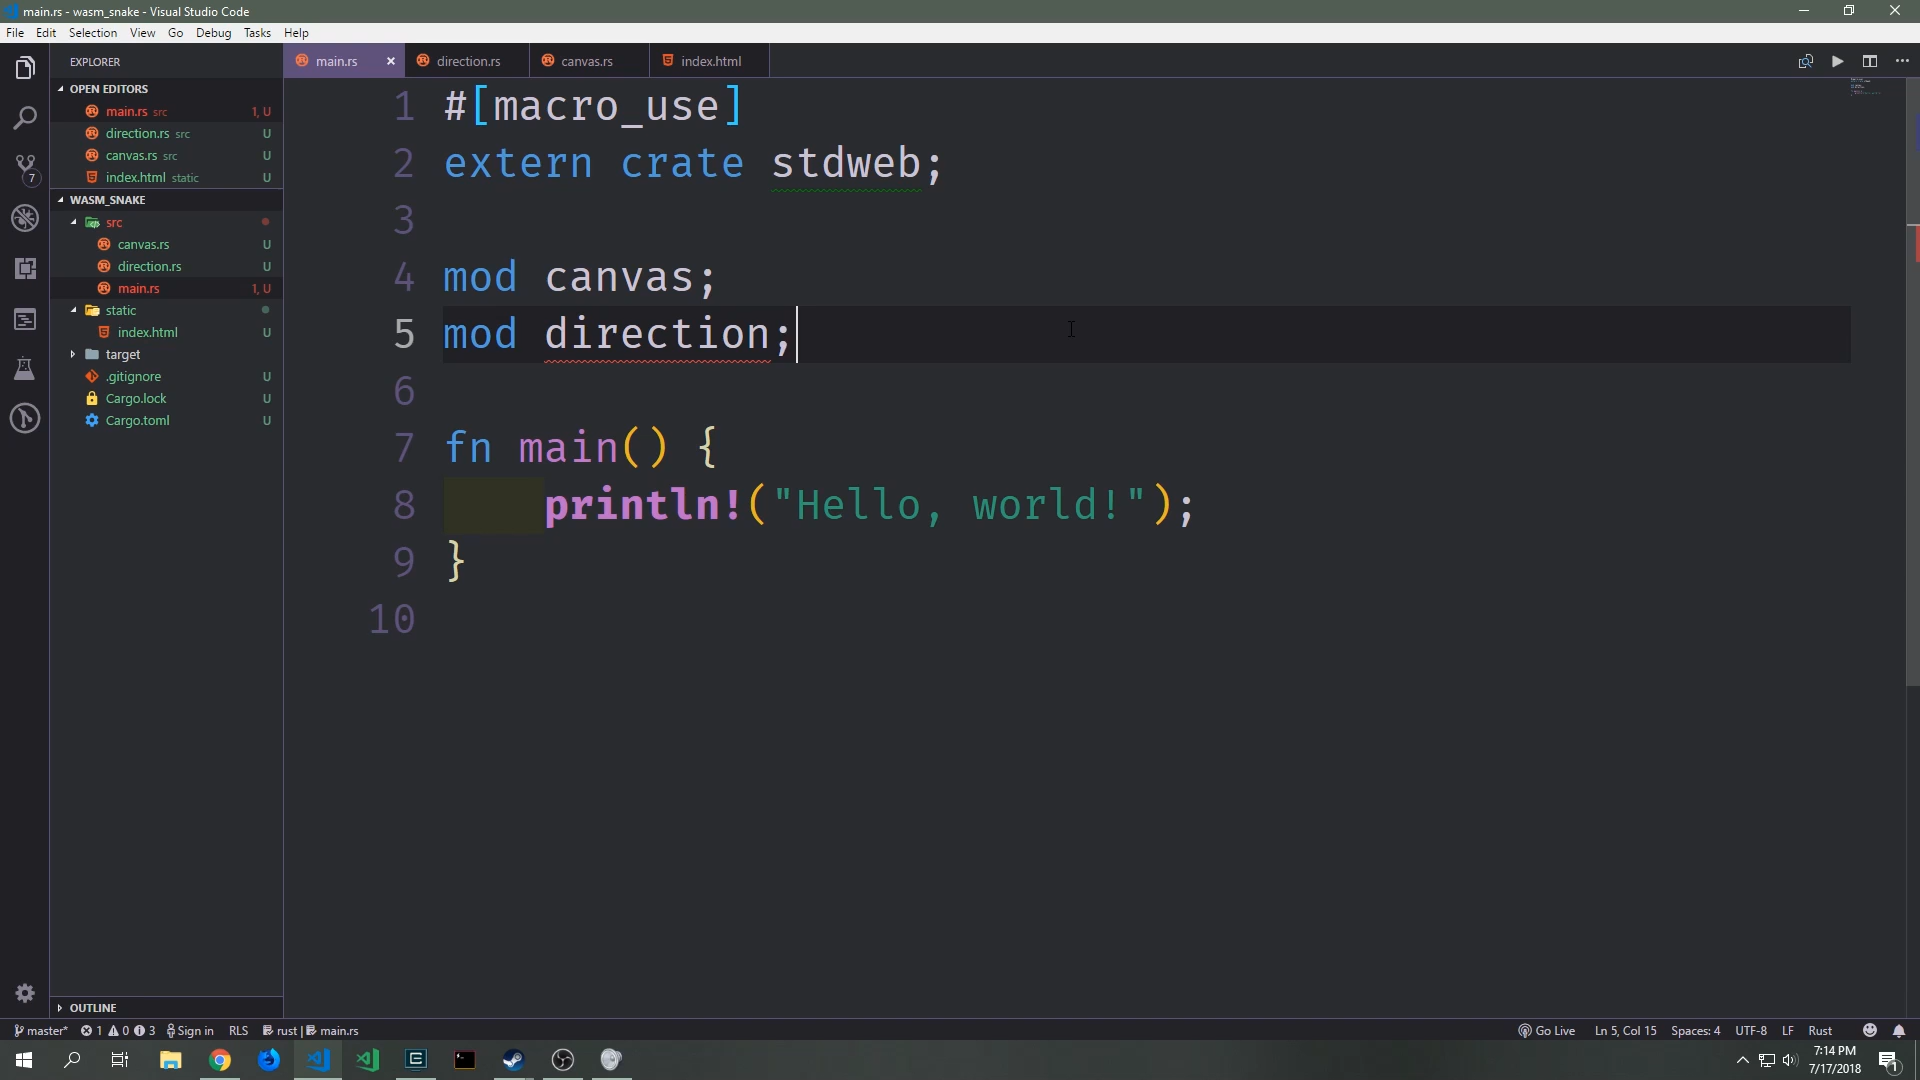 main.rs - wasm_snake - Visual Studio Code
File Edit Selection View Go Debug Tasks Help
EXPLORER
main.rs direction.rs canvas.rs index.html
OPEN EDITORS
main.rs src 1, U
direction.rs src U
canvas.rs src U
index.html static U
WASM_SNAKE
src
canvas.rs U
direction.rs U
main.rs 1, U
static
index.html U
target
.gitignore U
Cargo.lock U
Cargo.toml U
7
1 #[macro_use]
2 extern crate stdweb;
3
4 mod canvas;
5 mod direction;
6
7 fn main() {
8 println!("Hello, world!");
9 }
10
OUTLINE
master* 1 0 3 Sign in RLS rust | main.rs Go Live Ln 5, Col 15 Spaces: 4 UTF-8 LF Rust
7:14 PM
7/17/2018
1